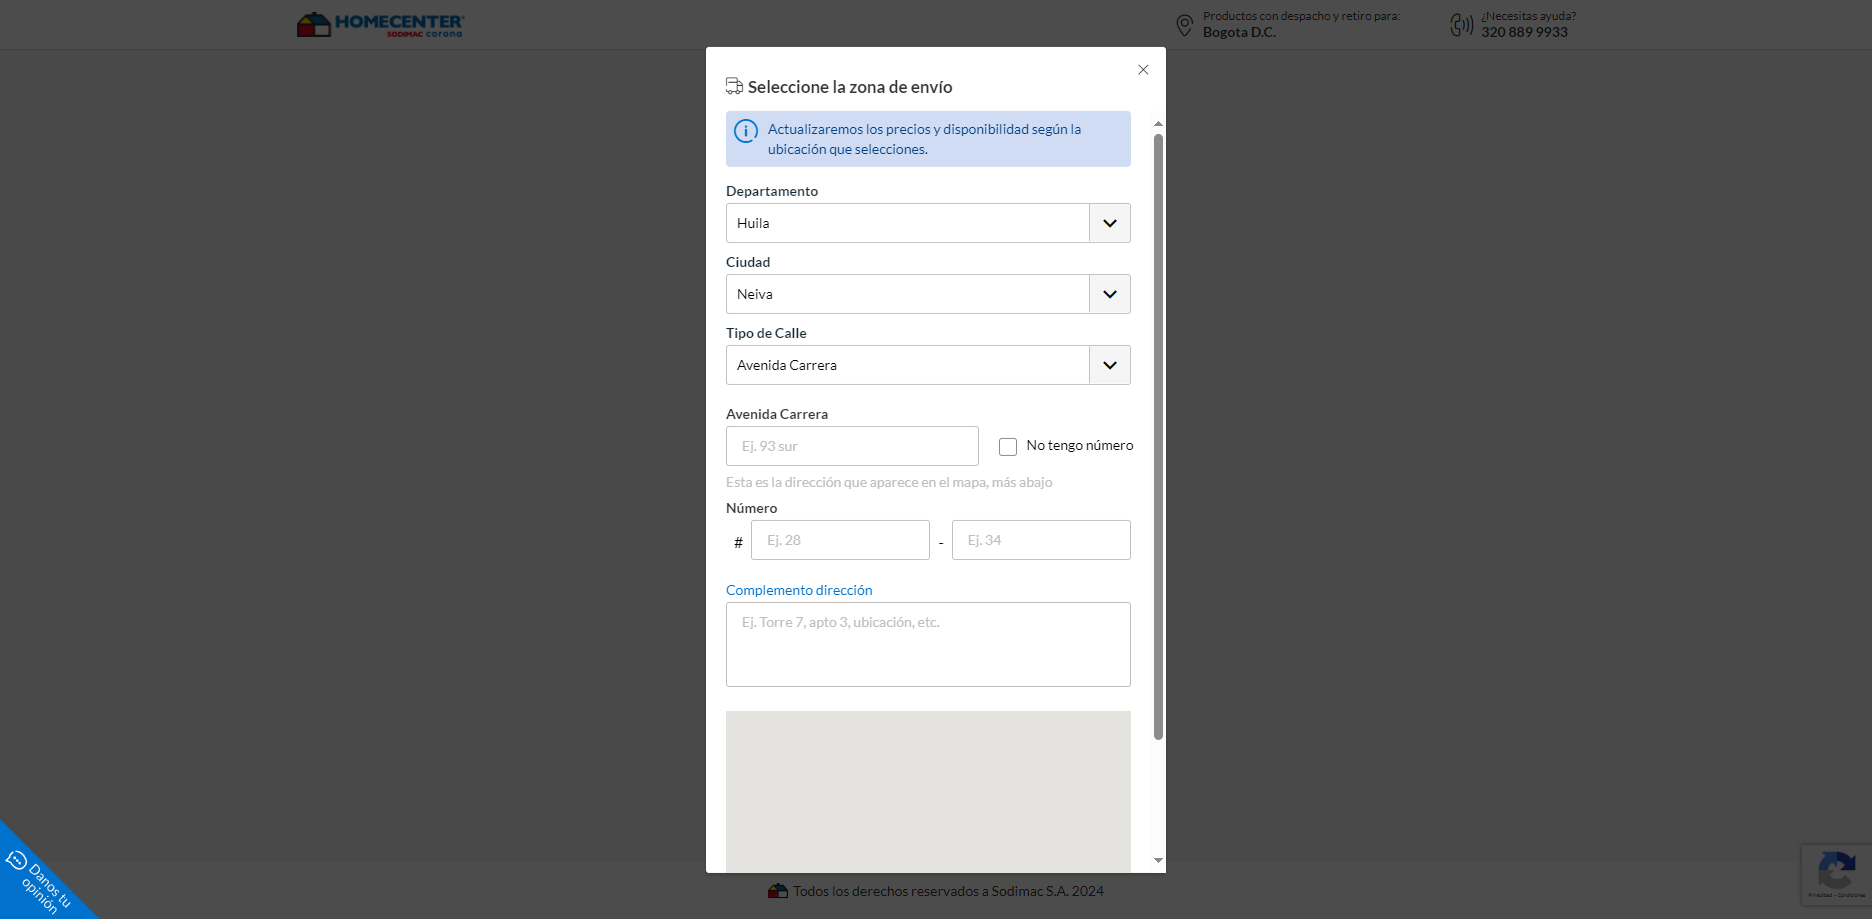 HOMECENTER
SODIMAC corona
Productos con despacho y retiro para:
Bogota D.C.
¿Necesitas ayuda?
320 889 9933
Seleccione la zona de envío
Actualizaremos los precios y disponibilidad según la
ubicación que selecciones.
Departamento
Huila
Ciudad
Neiva
Tipo de Calle
Avenida Carrera
Avenida Carrera
Ej. 93 sur
No tengo número
Esta es la dirección que aparece en el mapa, más abajo
Número
# Ej. 28 - Ej. 34
Complemento dirección
Ej. Torre 7, apto 3, ubicación, etc.
Danos tu
opinión
Todos los derechos reservados a Sodimac S.A. 2024
Privacidad - Condiciones